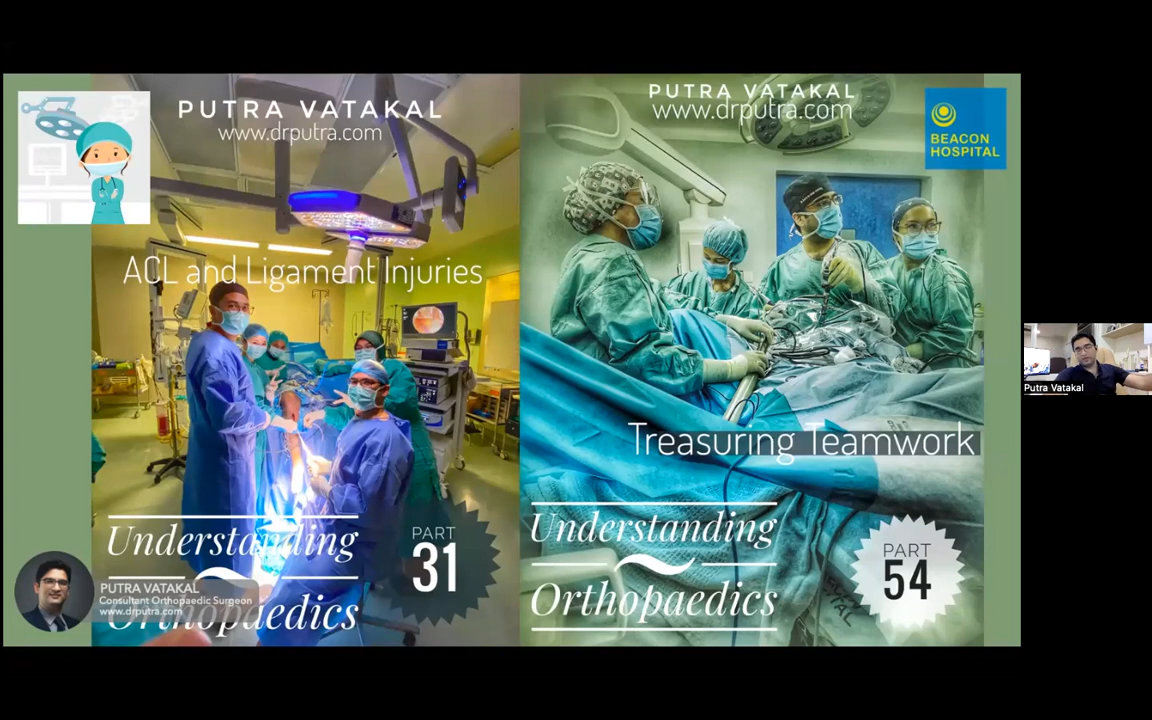 PUTRA VATAKAL
www.drputra.com
ACL and Ligament Injuries
Understanding
Orthopaedics
PART
31
PUTRA VATAKAL
Consultant Orthopaedic Surgeon
www.drputra.com
PUTRA VATAKAL
www.drputra.com
BEACON
HOSPITAL
Treasuring Teamwork
Understanding
Orthopaedics
PART
54
Putra Vatakal